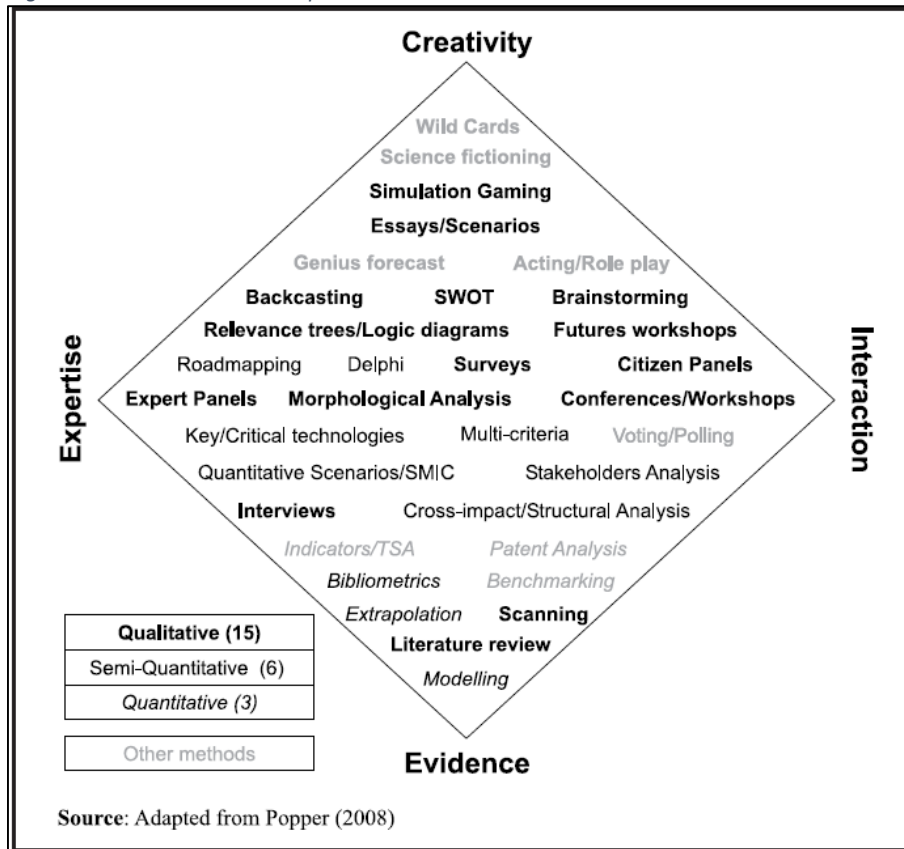 Creativity
Wild Cards
Science fictioning
Simulation Gaming
Essays/Scenarios
Genius forecast Acting/Role play
Backcasting SWOT Brainstorming
Relevance trees/Logic diagrams Futures workshops
Roadmapping Delphi Surveys Citizen Panels
Expert Panels Morphological Analysis Conferences/Workshops
Key/Critical technologies Multi-criteria Voting/Polling
Quantitative Scenarios/SMIC Stakeholders Analysis
Interviews Cross-impact/Structural Analysis
Indicators/TSA Patent Analysis
Bibliometrics Benchmarking
Extrapolation Scanning
Literature review
Modelling
Evidence
Expertise
Interaction
Qualitative (15)
Semi-Quantitative (6)
Quantitative (3)
Other methods
Source: Adapted from Popper (2008)